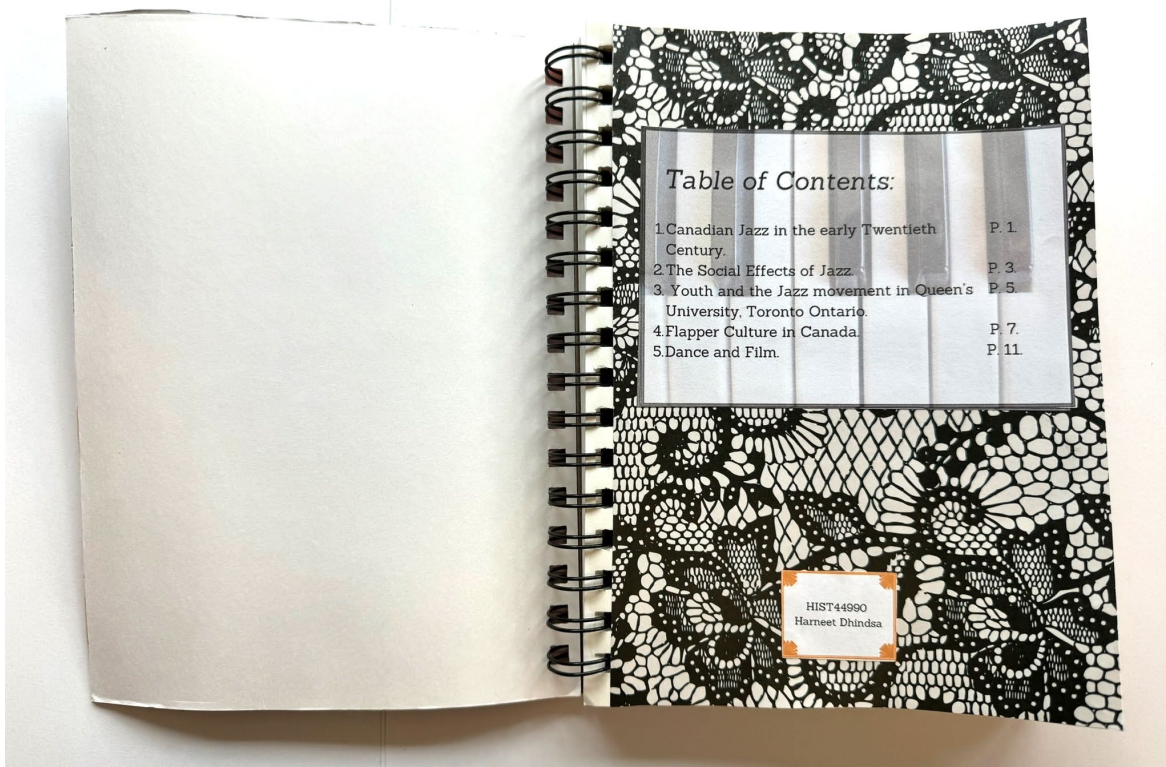 Table of Contents:
1. Canadian Jazz in the early Twentieth P. 1.
Century.
2. The Social Effects of Jazz. P. 3.
3. Youth and the Jazz movement in Queen's P. 5.
University, Toronto Ontario.
4. Flapper Culture in Canada. P. 7.
5. Dance and Film. P. 11.
HIST44990
Harneet Dhindsa